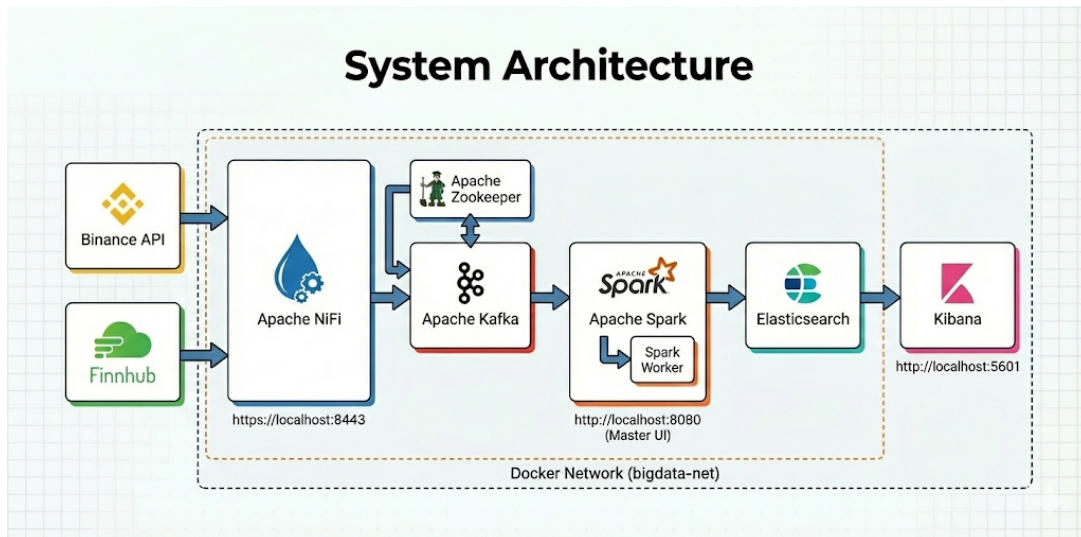 System Architecture
Binance API
Finnhub
Apache NiFi
https://localhost:8443
Apache
Zookeeper
Apache Kafka
APACHE
Spark
Apache Spark
Spark
Worker
http://localhost:8080
(Master UI)
Elasticsearch
Kibana
http://localhost:5601
Docker Network (bigdata-net)